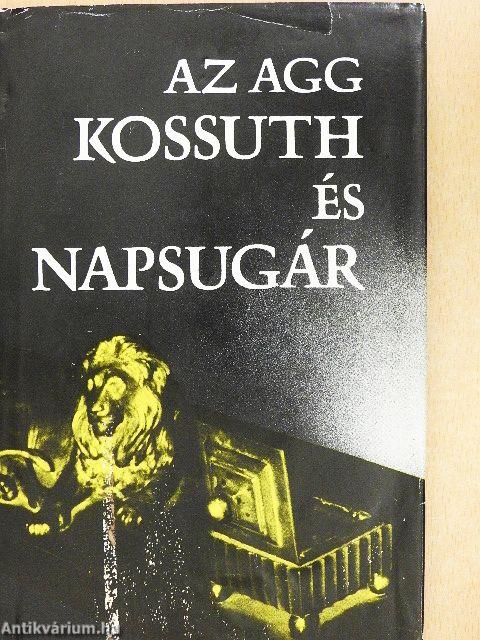 AZ AGG
KOSSUTH
ÉS
NAPSUGÁR
Antikvárium.hu